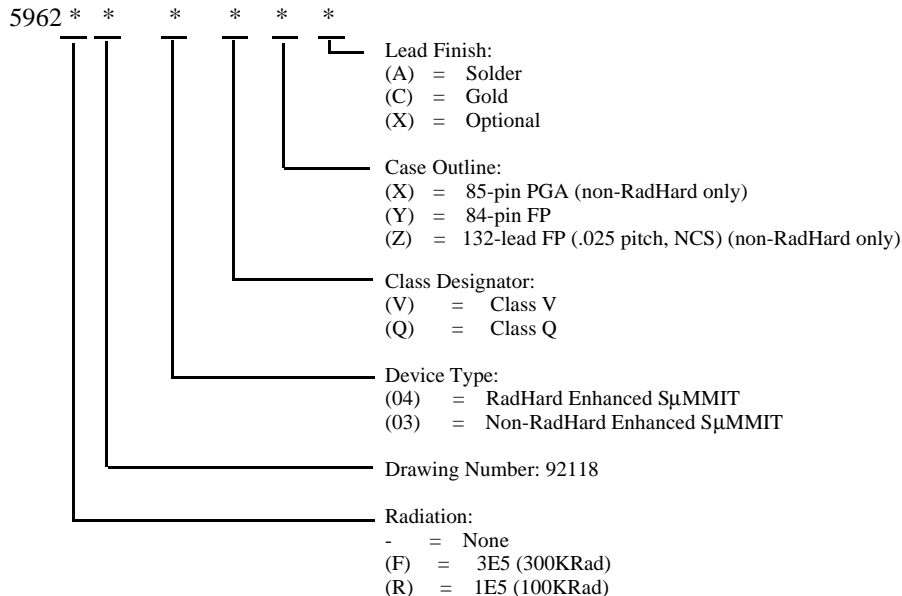 5962 * * * * * *
Lead Finish:
(A) = Solder
(C) = Gold
(X) = Optional
Case Outline:
(X) = 85-pin PGA (non-RadHard only)
(Y) = 84-pin FP
(Z) = 132-lead FP (.025 pitch, NCS) (non-RadHard only)
Class Designator:
(V) = Class V
(Q) = Class Q
Device Type:
(04) = RadHard Enhanced SμMMIT
(03) = Non-RadHard Enhanced SμMMIT
Drawing Number: 92118
Radiation:
- = None
(F) = 3E5 (300KRad)
(R) = 1E5 (100KRad)